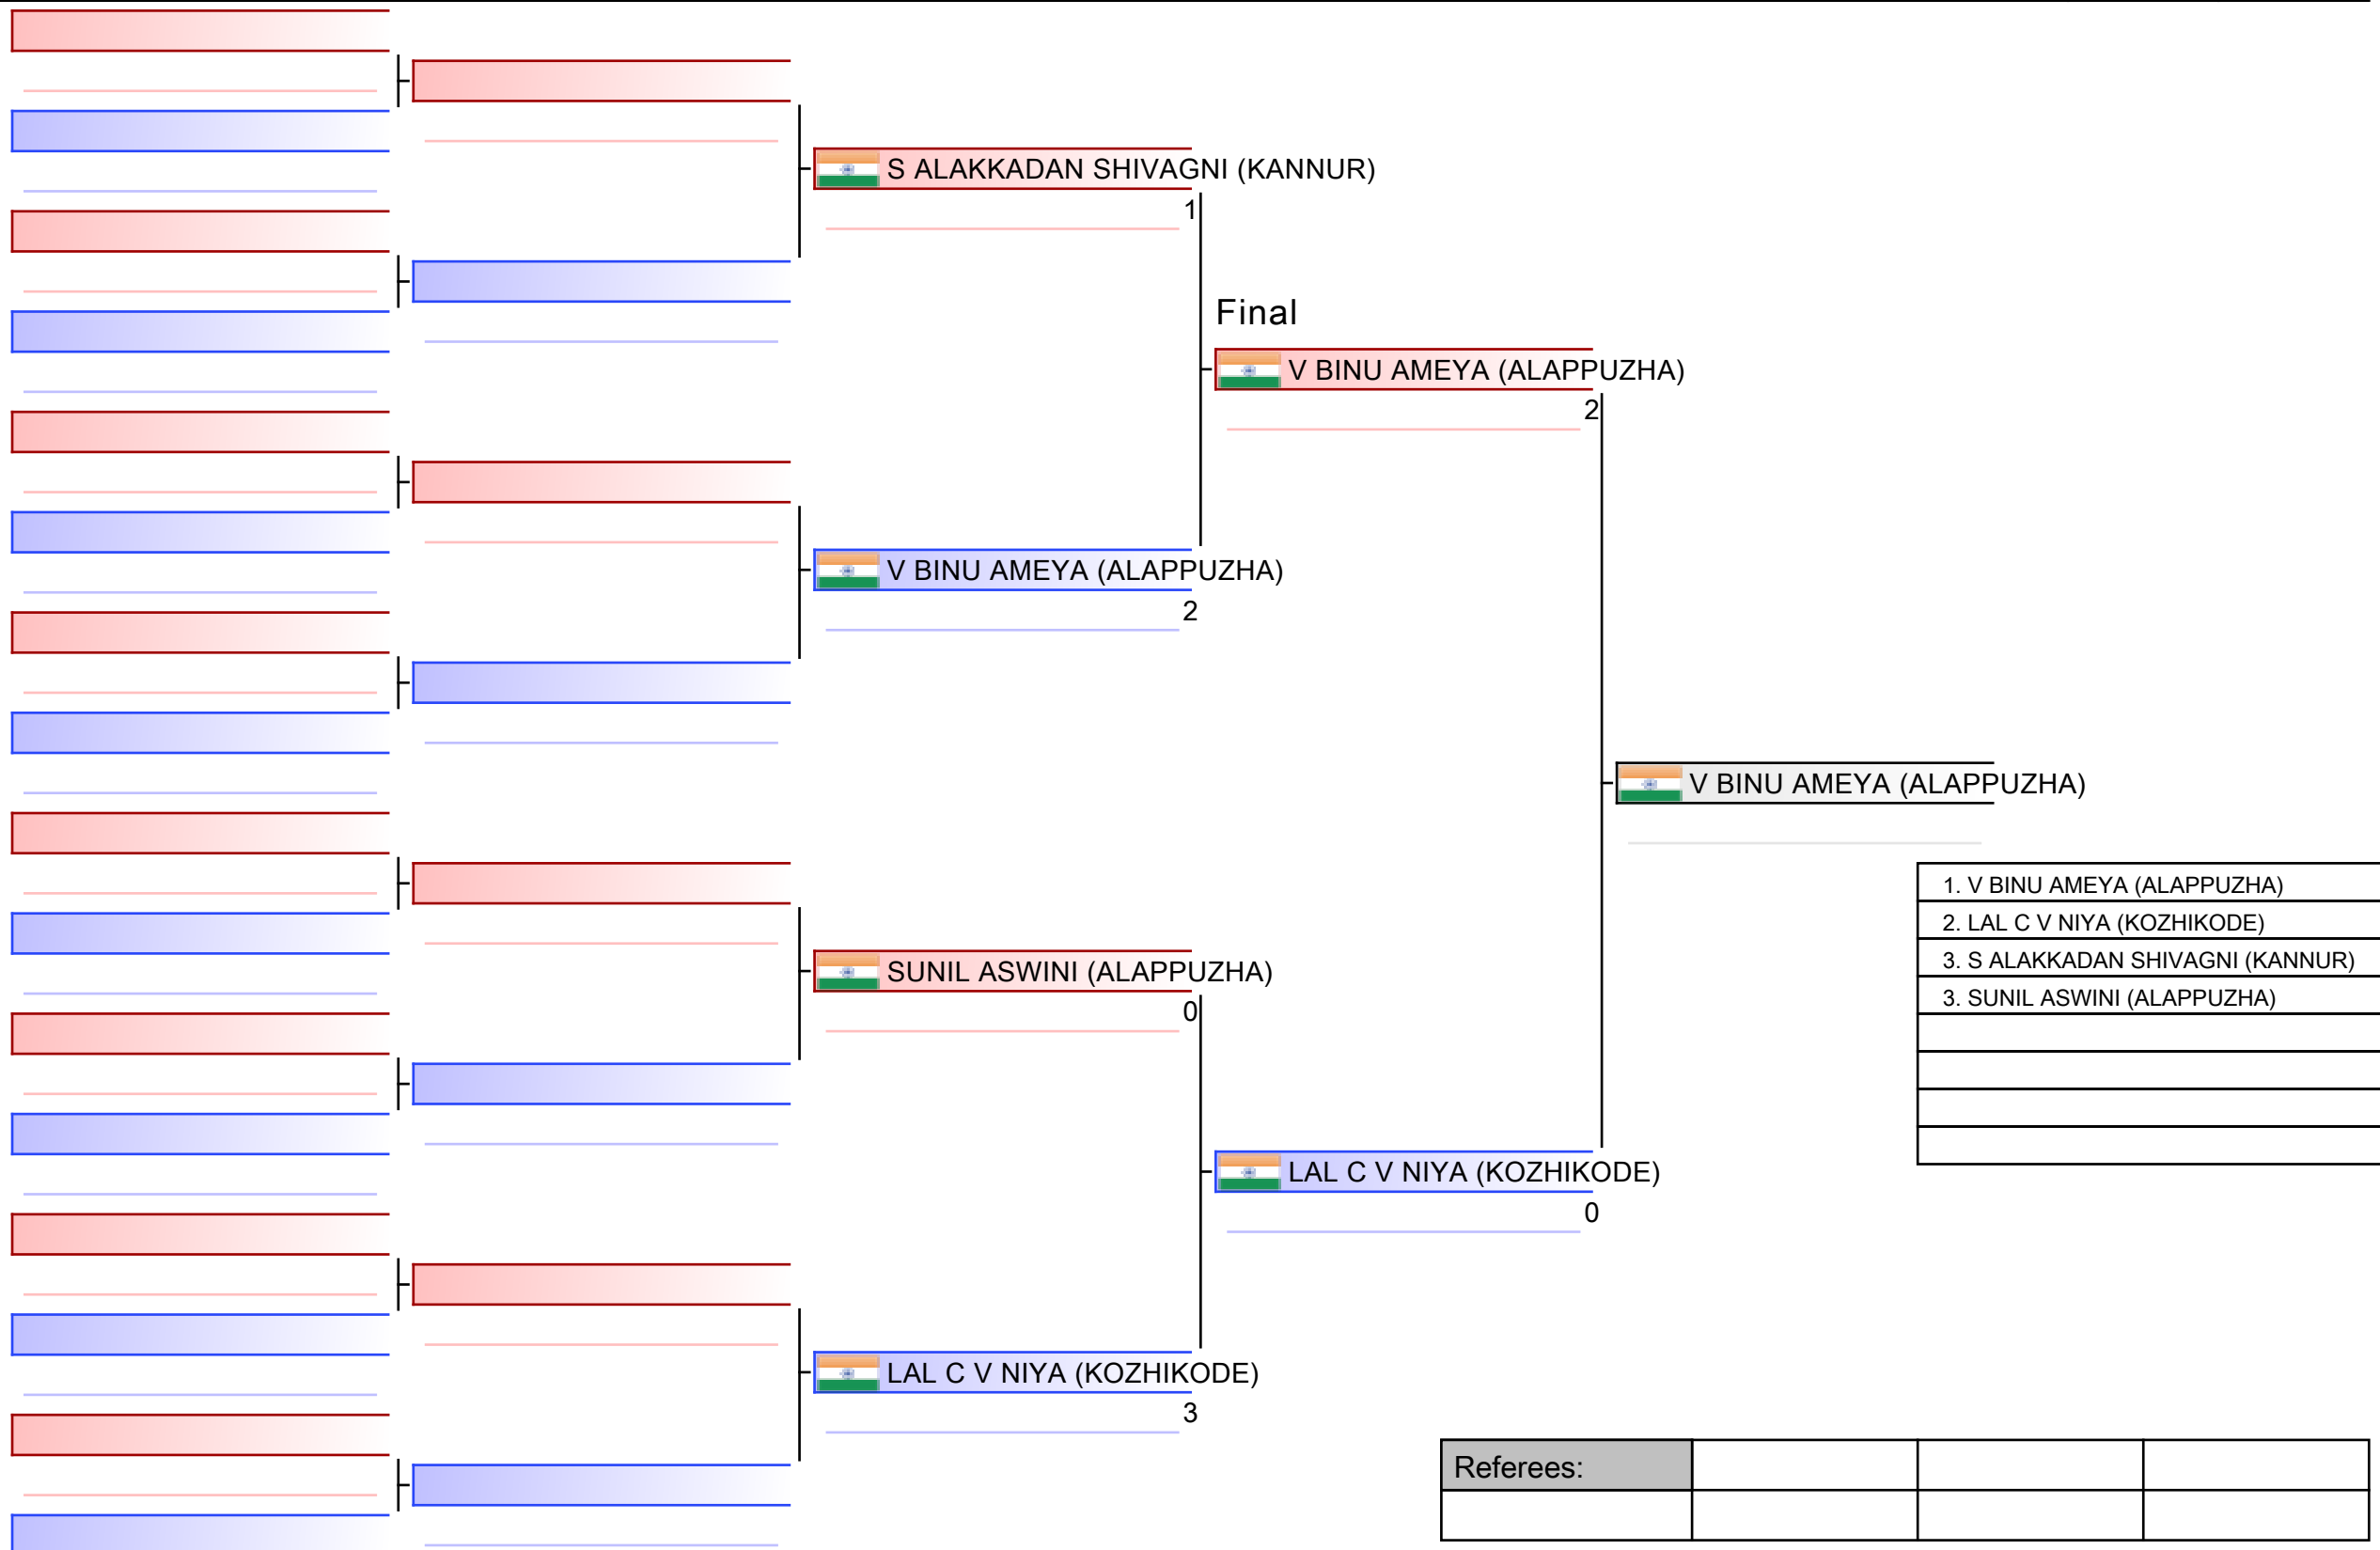 S ALAKKADAN SHIVAGNI (KANNUR)
1
Final
V BINU AMEYA (ALAPPUZHA)
2
V BINU AMEYA (ALAPPUZHA)
2
V BINU AMEYA (ALAPPUZHA)
1. V BINU AMEYA (ALAPPUZHA)
2. LAL C V NIYA (KOZHIKODE)
3. S ALAKKADAN SHIVAGNI (KANNUR)
3. SUNIL ASWINI (ALAPPUZHA)
SUNIL ASWINI (ALAPPUZHA)
0
LAL C V NIYA (KOZHIKODE)
0
LAL C V NIYA (KOZHIKODE)
3
Referees: